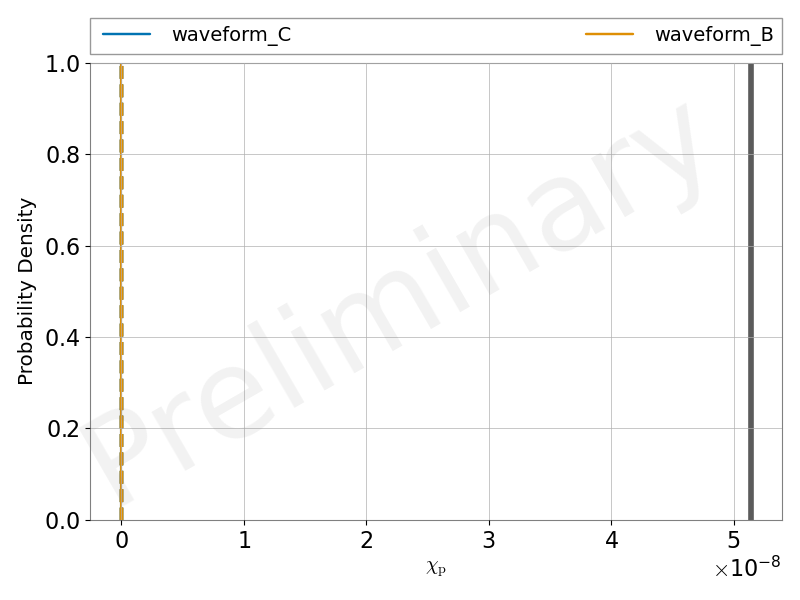 waveform_C waveform_B
1.0
0.8
0.6
0.4
0.2
0.0
Probability Density
Preliminary
0 1 2 3 4 5
×10⁻⁸
χₚ